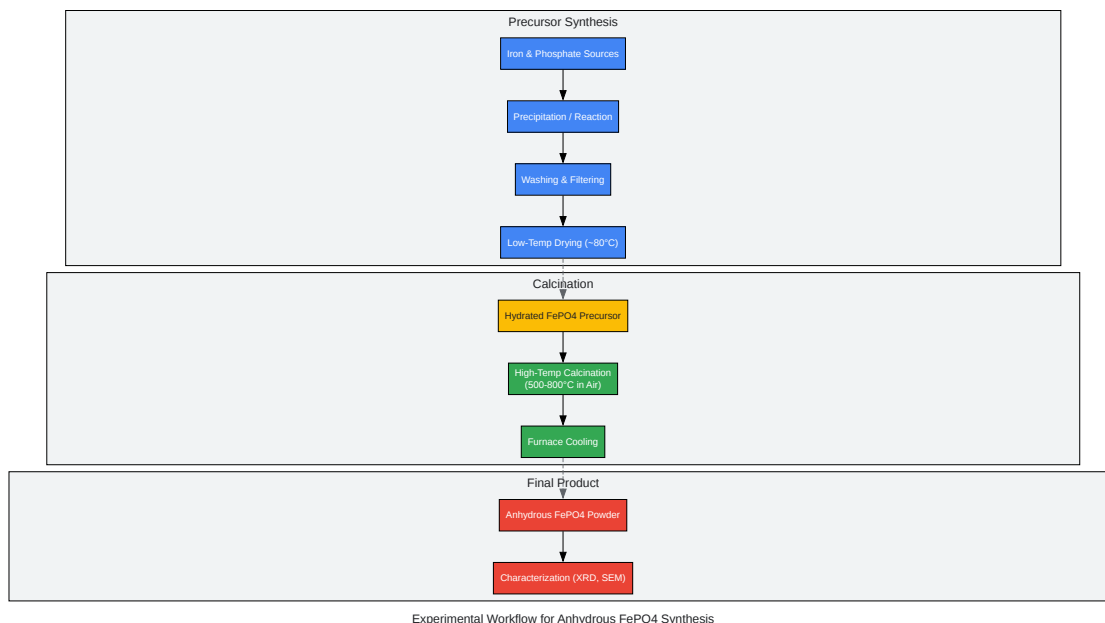 Precursor Synthesis
Iron & Phosphate Sources
Precipitation / Reaction
Washing & Filtering
Low-Temp Drying (~80°C)
Calcination
Hydrated FePO4 Precursor
High-Temp Calcination
(500-800°C in Air)
Furnace Cooling
Final Product
Anhydrous FePO4 Powder
Characterization (XRD, SEM)
Experimental Workflow for Anhydrous FePO4 Synthesis